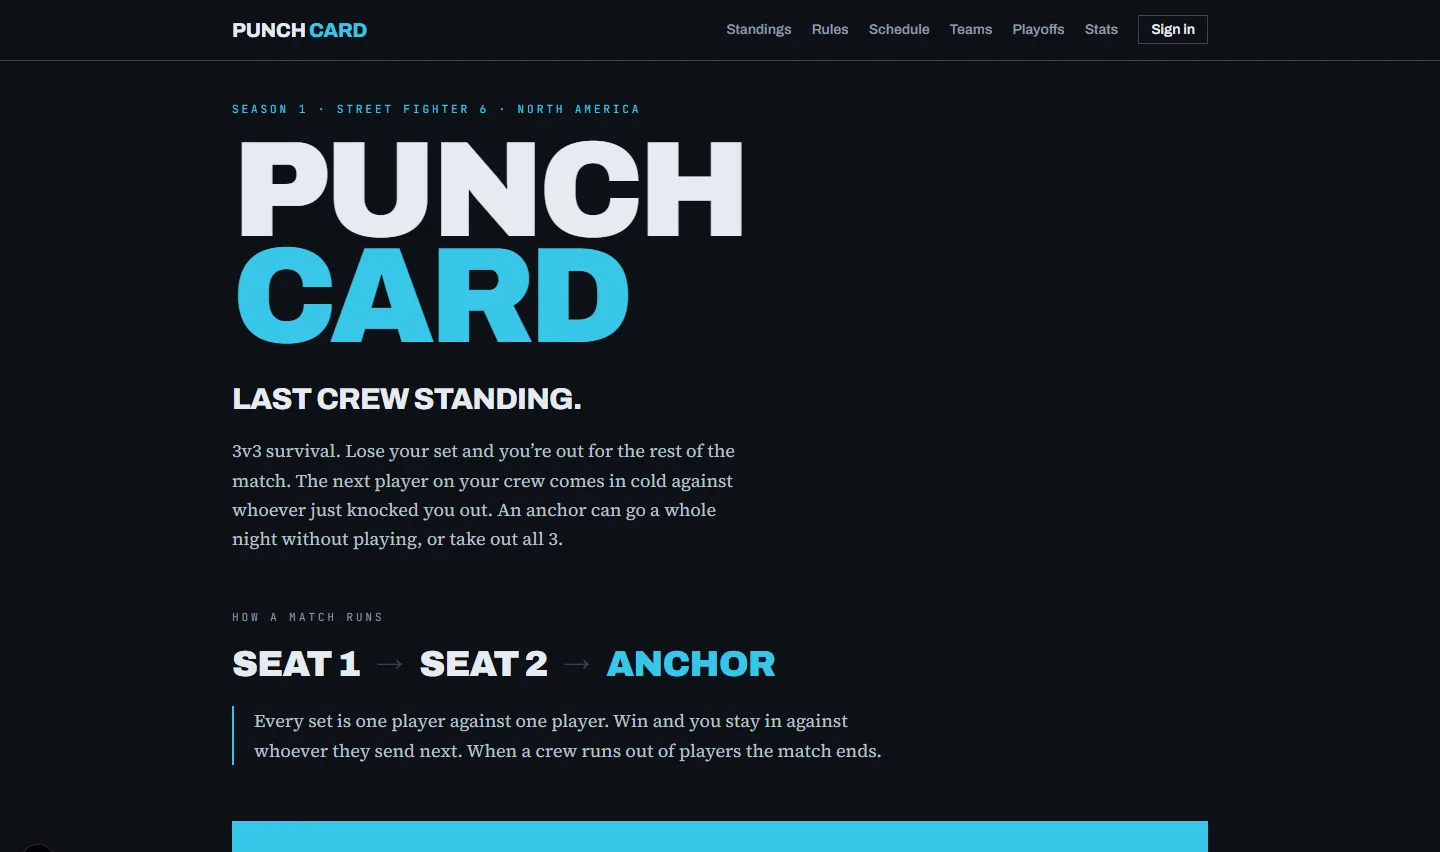 PUNCH CARD
Standings Rules Schedule Teams Playoffs Stats Sign in
SEASON 1 · STREET FIGHTER 6 · NORTH AMERICA
PUNCH
CARD
LAST CREW STANDING.
3v3 survival. Lose your set and you’re out for the rest of the
match. The next player on your crew comes in cold against
whoever just knocked you out. An anchor can go a whole
night without playing, or take out all 3.
HOW A MATCH RUNS
SEAT 1 → SEAT 2 → ANCHOR
Every set is one player against one player. Win and you stay in against
whoever they send next. When a crew runs out of players the match ends.